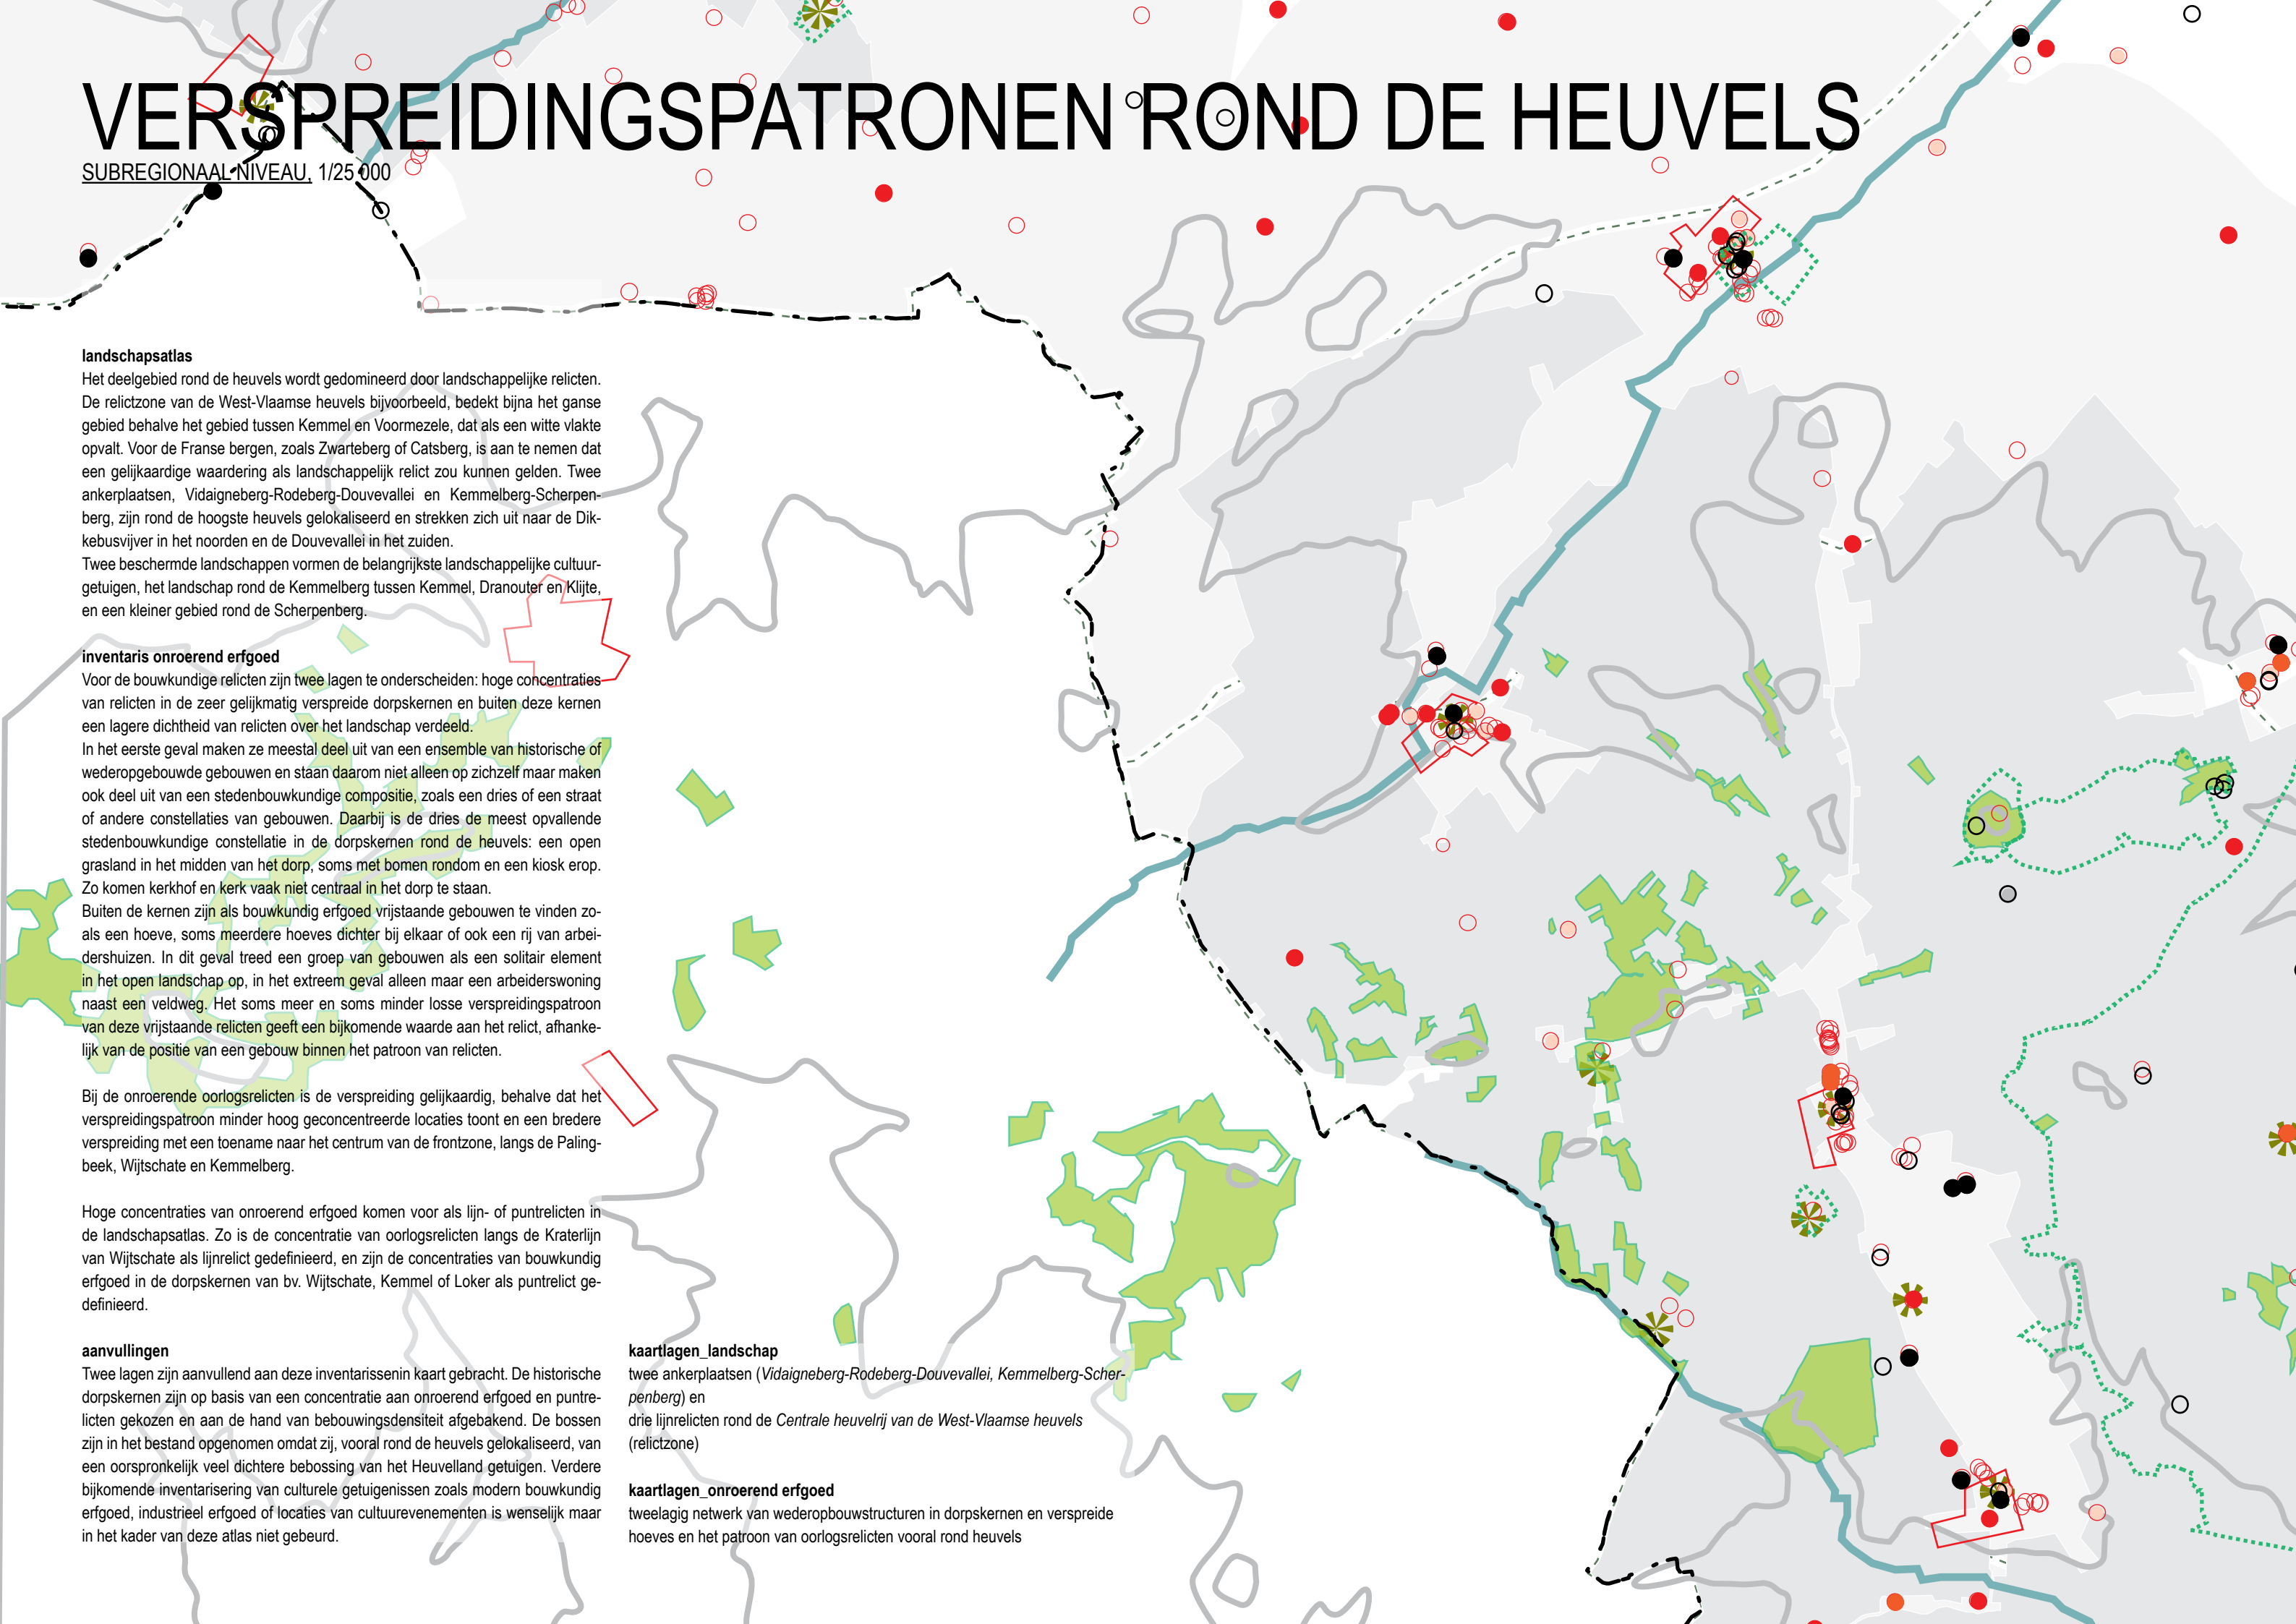 VERSPREIDINGSPATRONEN ROND DE HEUVELS
SUBREGIONAAL NIVEAU, 1/25 000
landschapsatlas
Het deelgebied rond de heuvels wordt gedomineerd door landschappelijke relicten.
De relictzone van de West-Vlaamse heuvels bijvoorbeeld, bedekt bijna het ganse
gebied behalve het gebied tussen Kemmel en Voormezele, dat als een witte vlakte
opvalt. Voor de Franse bergen, zoals Zwarteberg of Catsberg, is aan te nemen dat
een gelijkaardige waardering als landschappelijk relict zou kunnen gelden. Twee
ankerplaatsen, Vidaigneberg-Rodeberg-Douvevallei en Kemmelberg-Scherpen-
berg, zijn rond de hoogste heuvels gelokaliseerd en strekken zich uit naar de Dik-
kebusvijver in het noorden en de Douvevallei in het zuiden.
Twee beschermde landschappen vormen de belangrijkste landschappelijke cultuur-
getuigen, het landschap rond de Kemmelberg tussen Kemmel, Dranouter en Klijte,
en een kleiner gebied rond de Scherpenberg.
inventaris onroerend erfgoed
Voor de bouwkundige relicten zijn twee lagen te onderscheiden: hoge concentraties
van relicten in de zeer gelijkmatig verspreide dorpskernen en buiten deze kernen
een lagere dichtheid van relicten over het landschap verdeeld.
In het eerste geval maken ze meestal deel uit van een ensemble van historische of
wederopgebouwde gebouwen en staan daarom niet alleen op zichzelf maar maken
ook deel uit van een stedenbouwkundige compositie, zoals een dries of een straat
of andere constellaties van gebouwen. Daarbij is de dries de meest opvallende
stedenbouwkundige constellatie in de dorpskernen rond de heuvels: een open
grasland in het midden van het dorp, soms met bomen rondom en een kiosk erop.
Zo komen kerkhof en kerk vaak niet centraal in het dorp te staan.
Buiten de kernen zijn als bouwkundig erfgoed vrijstaande gebouwen te vinden zo-
als een hoeve, soms meerdere hoeves dichter bij elkaar of ook een rij van arbei-
dershuizen. In dit geval treed een groep van gebouwen als een solitair element
in het open landschap op, in het extreem geval alleen maar een arbeiderswoning
naast een veldweg. Het soms meer en soms minder losse verspreidingspatroon
van deze vrijstaande relicten geeft een bijkomende waarde aan het relict, afhanke-
lijk van de positie van een gebouw binnen het patroon van relicten.
Bij de onroerende oorlogsrelicten is de verspreiding gelijkaardig, behalve dat het
verspreidingspatroon minder hoog geconcentreerde locaties toont en een bredere
verspreiding met een toename naar het centrum van de frontzone, langs de Paling-
beek, Wijtschate en Kemmelberg.
Hoge concentraties van onroerend erfgoed komen voor als lijn- of puntrelicten in
de landschapsatlas. Zo is de concentratie van oorlogsrelicten langs de Kraterlijn
van Wijtschate als lijnrelict gedefinieerd, en zijn de concentraties van bouwkundig
erfgoed in de dorpskernen van bv. Wijtschate, Kemmel of Loker als puntrelict ge-
definieerd.
aanvullingen
Twee lagen zijn aanvullend aan deze inventarissenin kaart gebracht. De historische
dorpskernen zijn op basis van een concentratie aan onroerend erfgoed en puntre-
licten gekozen en aan de hand van bebouwingsdensiteit afgebakend. De bossen
zijn in het bestand opgenomen omdat zij, vooral rond de heuvels gelokaliseerd, van
een oorspronkelijk veel dichtere bebossing van het Heuvelland getuigen. Verdere
bijkomende inventarisering van culturele getuigenissen zoals modern bouwkundig
erfgoed, industrieel erfgoed of locaties van cultuurevenementen is wenselijk maar
in het kader van deze atlas niet gebeurd.
kaartlagen_landschap
twee ankerplaatsen (Vidaigneberg-Rodeberg-Douvevallei, Kemmelberg-Scher-
penberg) en
drie lijnrelicten rond de Centrale heuvelrij van de West-Vlaamse heuvels
(relictzone)
kaartlagen_onroerend erfgoed
tweelagig netwerk van wederopbouwstructuren in dorpskernen en verspreide
hoeves en het patroon van oorlogsrelicten vooral rond heuvels